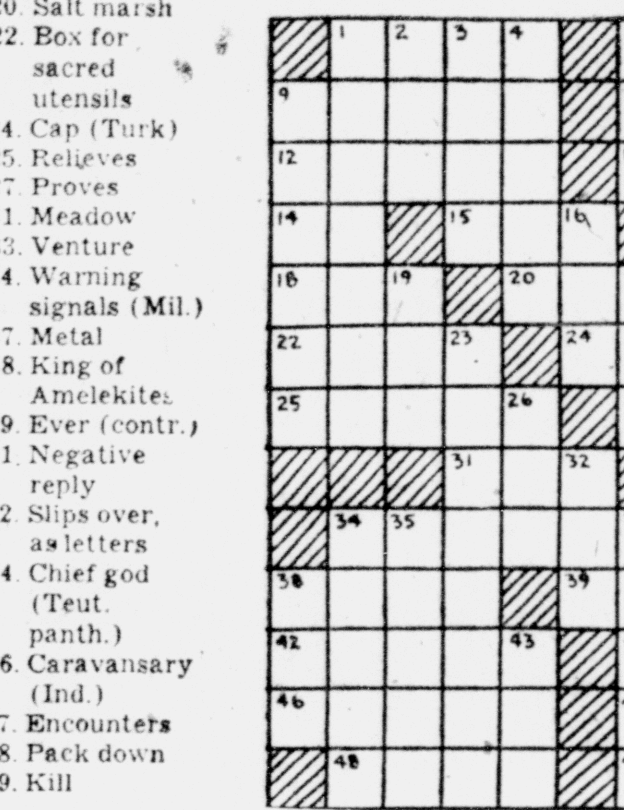 20. Salt marsh
22. Box for
sacred
utensils
4. Cap (Turk)
5. Relieves
7. Proves
1. Meadow
33. Venture
4. Warning
signals (Mil.)
7. Metal
8. King of
Amelekites
9. Ever (contr.)
1. Negative
reply
2. Slips over,
as letters
4. Chief god
(Teut.
panth.)
6. Caravansary
(Ind.)
7. Encounters
8. Pack down
9. Kill
1 2 3 4
9
12
14 15 16
18 19 20
22 23 24
25 26
31 32
34 35
38 39
42 43
46
48